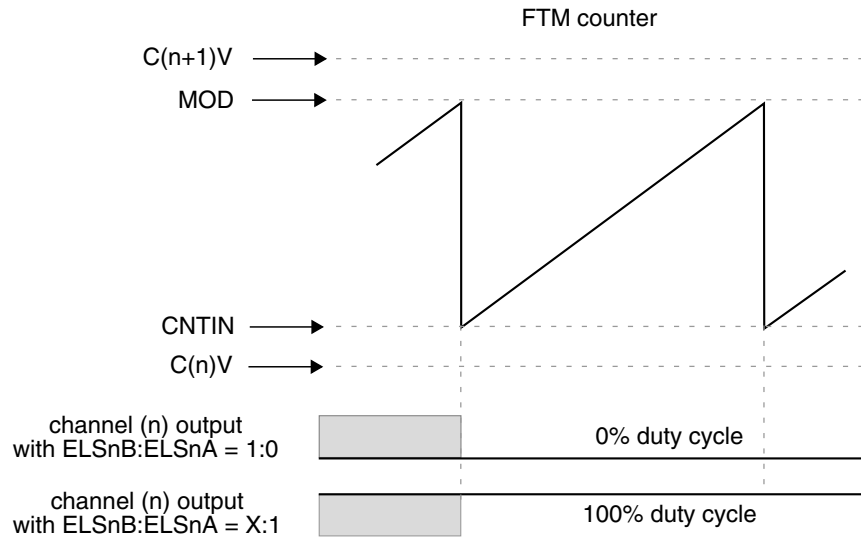 FTM counter
C(n+1)V
MOD
CNTIN
C(n)V
channel (n) output
with ELSnB:ELSnA = 1:0
0% duty cycle
channel (n) output
with ELSnB:ELSnA = X:1
100% duty cycle